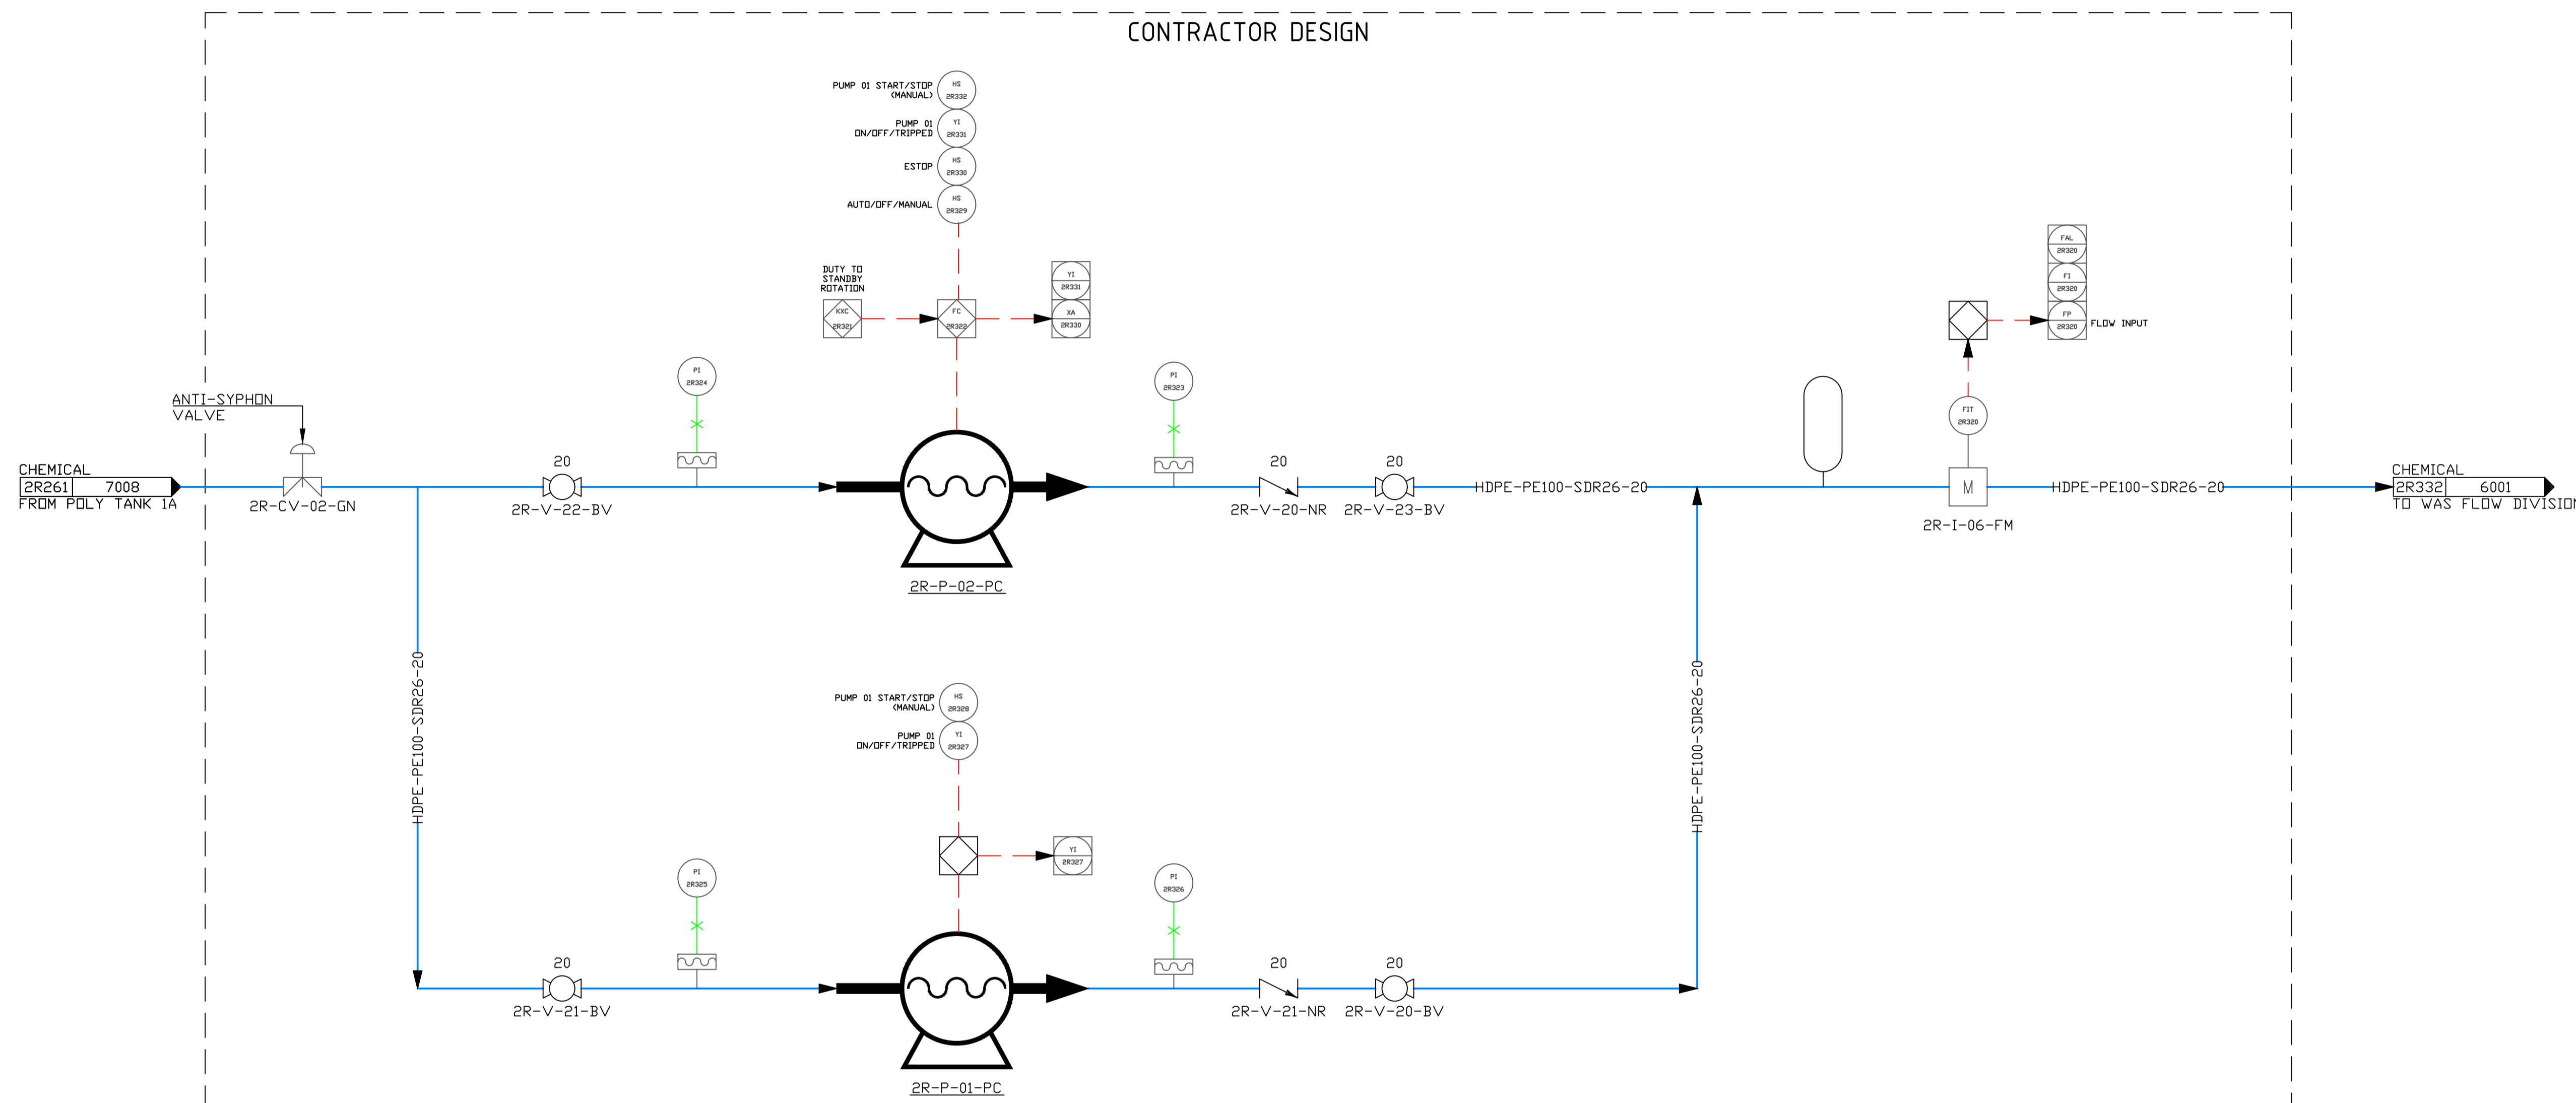 CONTRACTOR DESIGN
PUMP 01 START/STOP
(MANUAL)
HS
2R332
PUMP 01
ON/OFF/TRIPPED
YI
2R331
ESTOP
HS
2R330
AUTO/OFF/MANUAL
HS
2R329
DUTY TO
STANDBY
ROTATION
KXC
2R321
FC
2R322
YI
2R331
XA
2R330
FAL
2R320
FI
2R320
FP
2R320
FLOW INPUT
PI
2R324
PI
2R323
FIT
2R320
ANTI-SYPHON
VALVE
CHEMICAL
2R261 7008
FROM POLY TANK 1A
2R-CV-02-GN
20
2R-V-22-BV
2R-P-02-PC
20
2R-V-20-NR
20
2R-V-23-BV
HDPE-PE100-SDR26-20
M
2R-I-06-FM
HDPE-PE100-SDR26-20
CHEMICAL
2R332 6001
TO WAS FLOW DIVISION
HDPE-PE100-SDR26-20
HDPE-PE100-SDR26-20
PUMP 01 START/STOP
(MANUAL)
HS
2R328
PUMP 01
ON/OFF/TRIPPED
YI
2R327
YI
2R327
PI
2R325
PI
2R326
20
2R-V-21-BV
20
2R-V-21-NR
20
2R-V-20-BV
2R-P-01-PC